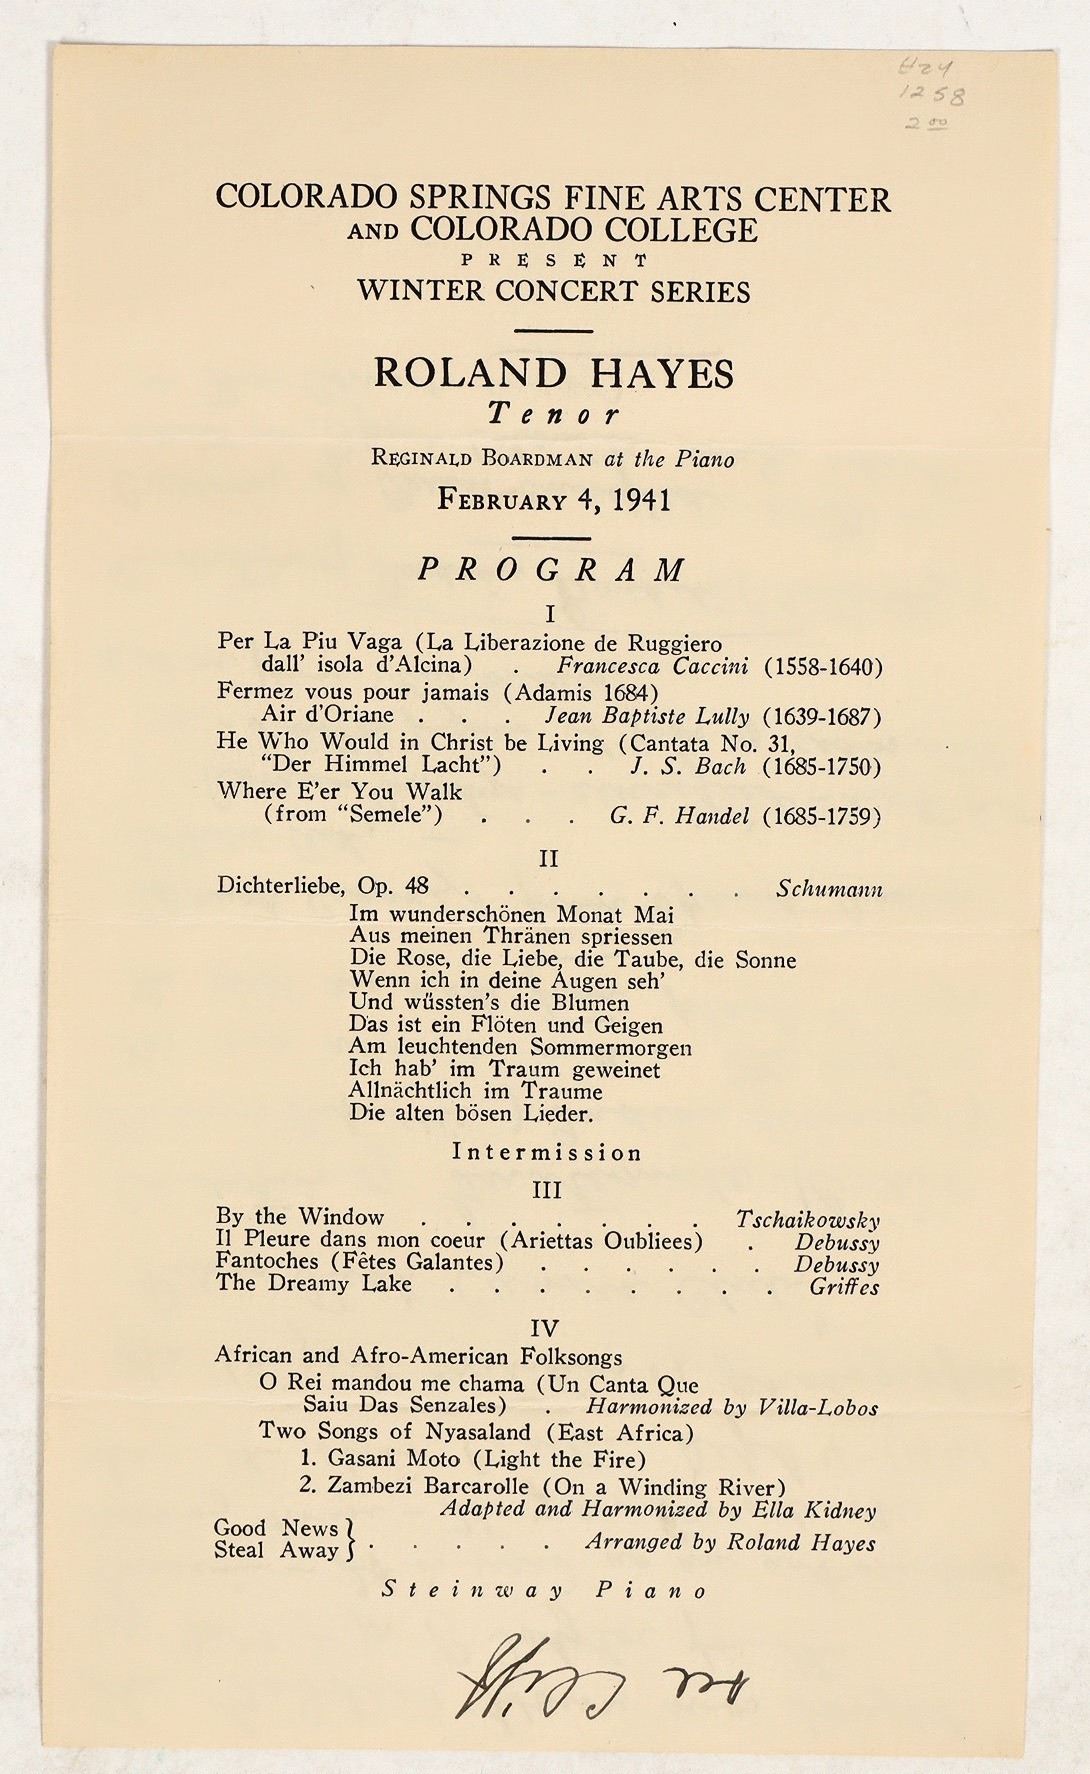 1258
2 00
COLORADO SPRINGS FINE ARTS CENTER
AND COLORADO COLLEGE
PRESENT
WINTER CONCERT SERIES
ROLAND HAYES
Tenor
REGINALD BOARDMAN at the Piano
FEBRUARY 4, 1941
PROGRAM
I
Per La Piu Vaga (La Liberazione de Ruggiero
dall' isola d'Alcina) . Francesca Caccini (1558-1640)
Fermez vous pour jamais (Adamis 1684)
Air d'Oriane . . . Jean Baptiste Lully (1639-1687)
He Who Would in Christ be Living (Cantata No. 31,
"Der Himmel Lacht") . . J. S. Bach (1685-1750)
Where E'er You Walk
(from "Semele") . . . G. F. Handel (1685-1759)
II
Dichterliebe, Op. 48 . . . . . . . Schumann
Im wunderschönen Monat Mai
Aus meinen Thränen spriessen
Die Rose, die Liebe, die Taube, die Sonne
Wenn ich in deine Augen seh'
Und wüssten's die Blumen
Das ist ein Flöten und Geigen
Am leuchtenden Sommermorgen
Ich hab' im Traum geweinet
Allnächtlich im Traume
Die alten bösen Lieder.
Intermission
III
By the Window . . . . . . . Tschaikowsky
Il Pleure dans mon coeur (Ariettas Oubliees) . Debussy
Fantoches (Fêtes Galantes) . . . . . . Debussy
The Dreamy Lake . . . . . . . . Griffes
IV
African and Afro-American Folksongs
O Rei mandou me chama (Un Canta Que
Saiu Das Senzales) . Harmonized by Villa-Lobos
Two Songs of Nyasaland (East Africa)
1. Gasani Moto (Light the Fire)
2. Zambezi Barcarolle (On a Winding River)
Adapted and Harmonized by Ella Kidney
Good News
Steal Away } . . . . . Arranged by Roland Hayes
Steinway Piano